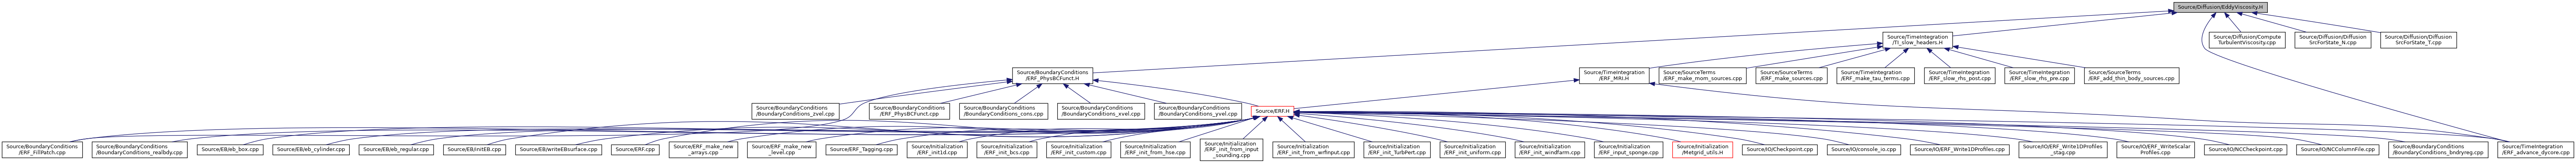 Source/Diffusion/EddyViscosity.H
Source/TimeIntegration
/TI_slow_headers.H
Source/Diffusion/Compute
TurbulentViscosity.cpp
Source/Diffusion/Diffusion
SrcForState_N.cpp
Source/Diffusion/Diffusion
SrcForState_T.cpp
Source/BoundaryConditions
/ERF_PhysBCFunct.H
Source/TimeIntegration
/ERF_MRI.H
Source/SourceTerms
/ERF_make_mom_sources.cpp
Source/SourceTerms
/ERF_make_sources.cpp
Source/TimeIntegration
/ERF_make_tau_terms.cpp
Source/TimeIntegration
/ERF_slow_rhs_post.cpp
Source/TimeIntegration
/ERF_slow_rhs_pre.cpp
Source/SourceTerms
/ERF_add_thin_body_sources.cpp
Source/BoundaryConditions
/BoundaryConditions_zvel.cpp
Source/BoundaryConditions
/ERF_PhysBCFunct.cpp
Source/BoundaryConditions
/BoundaryConditions_cons.cpp
Source/BoundaryConditions
/BoundaryConditions_xvel.cpp
Source/BoundaryConditions
/BoundaryConditions_yvel.cpp
Source/ERF.H
Source/BoundaryConditions
/ERF_FillPatch.cpp
Source/BoundaryConditions
/BoundaryConditions_realbdy.cpp
Source/EB/eb_box.cpp
Source/EB/eb_cylinder.cpp
Source/EB/eb_regular.cpp
Source/EB/initEB.cpp
Source/EB/writeEBsurface.cpp
Source/ERF.cpp
Source/ERF_make_new
_arrays.cpp
Source/ERF_make_new
_level.cpp
Source/ERF_Tagging.cpp
Source/Initialization
/ERF_init1d.cpp
Source/Initialization
/ERF_init_bcs.cpp
Source/Initialization
/ERF_init_custom.cpp
Source/Initialization
/ERF_init_from_hse.cpp
Source/Initialization
/ERF_init_from_input
_sounding.cpp
Source/Initialization
/ERF_init_from_wrfinput.cpp
Source/Initialization
/ERF_init_TurbPert.cpp
Source/Initialization
/ERF_init_uniform.cpp
Source/Initialization
/ERF_init_windfarm.cpp
Source/Initialization
/ERF_input_sponge.cpp
Source/Initialization
/Metgrid_utils.H
Source/IO/Checkpoint.cpp
Source/IO/console_io.cpp
Source/IO/ERF_Write1DProfiles.cpp
Source/IO/ERF_Write1DProfiles
_stag.cpp
Source/IO/ERF_WriteScalar
Profiles.cpp
Source/IO/NCCheckpoint.cpp
Source/IO/NCColumnFile.cpp
Source/BoundaryConditions
/BoundaryConditions_bndryreg.cpp
Source/TimeIntegration
/ERF_advance_dycore.cpp